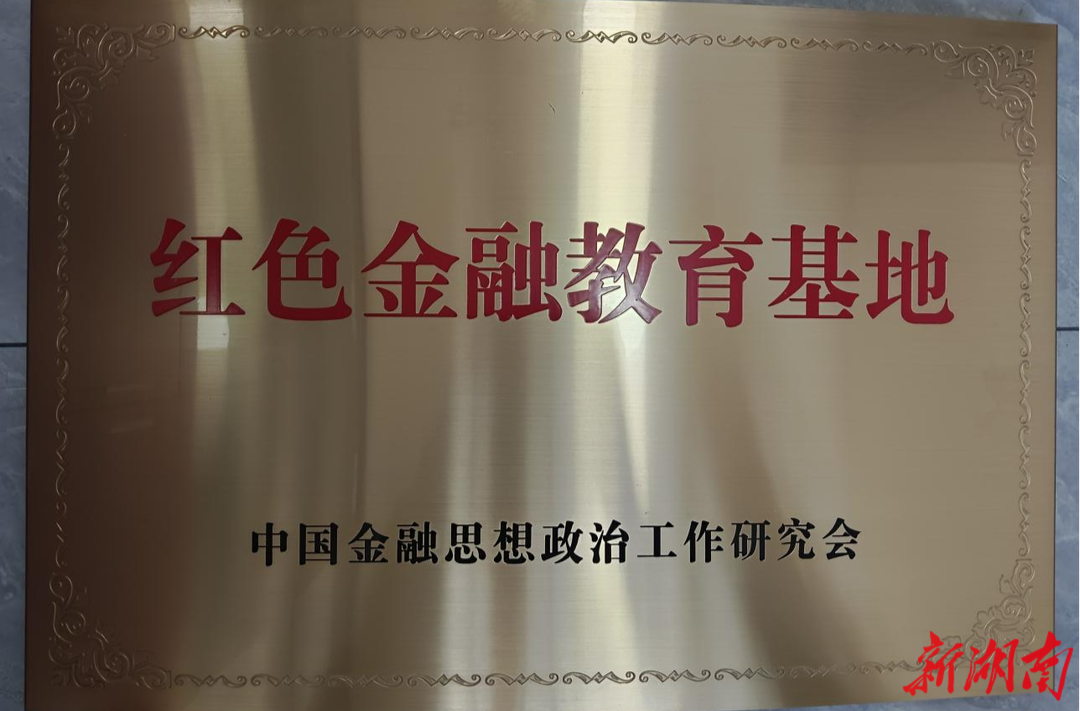 红色金融教育基地
中国金融思想政治工作研究会
新湖南